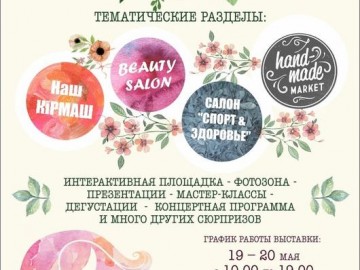 ТЕМАТИЧЕСКИЕ РАЗДЕЛЫ:
Наш
КІРМАШ
BEAUTY
SALON
САЛОН
"СПОРТ &
ЗДОРОВЬЕ"
hand-
made
MARKET
ИНТЕРАКТИВНАЯ ПЛОЩАДКА - ФОТОЗОНА -
ПРЕЗЕНТАЦИИ - МАСТЕР-КЛАССЫ -
ДЕГУСТАЦИИ - КОНЦЕРТНАЯ ПРОГРАММА
И МНОГО ДРУГИХ СЮРПРИЗОВ
ГРАФИК РАБОТЫ ВЫСТАВКИ:
19 – 20 мая